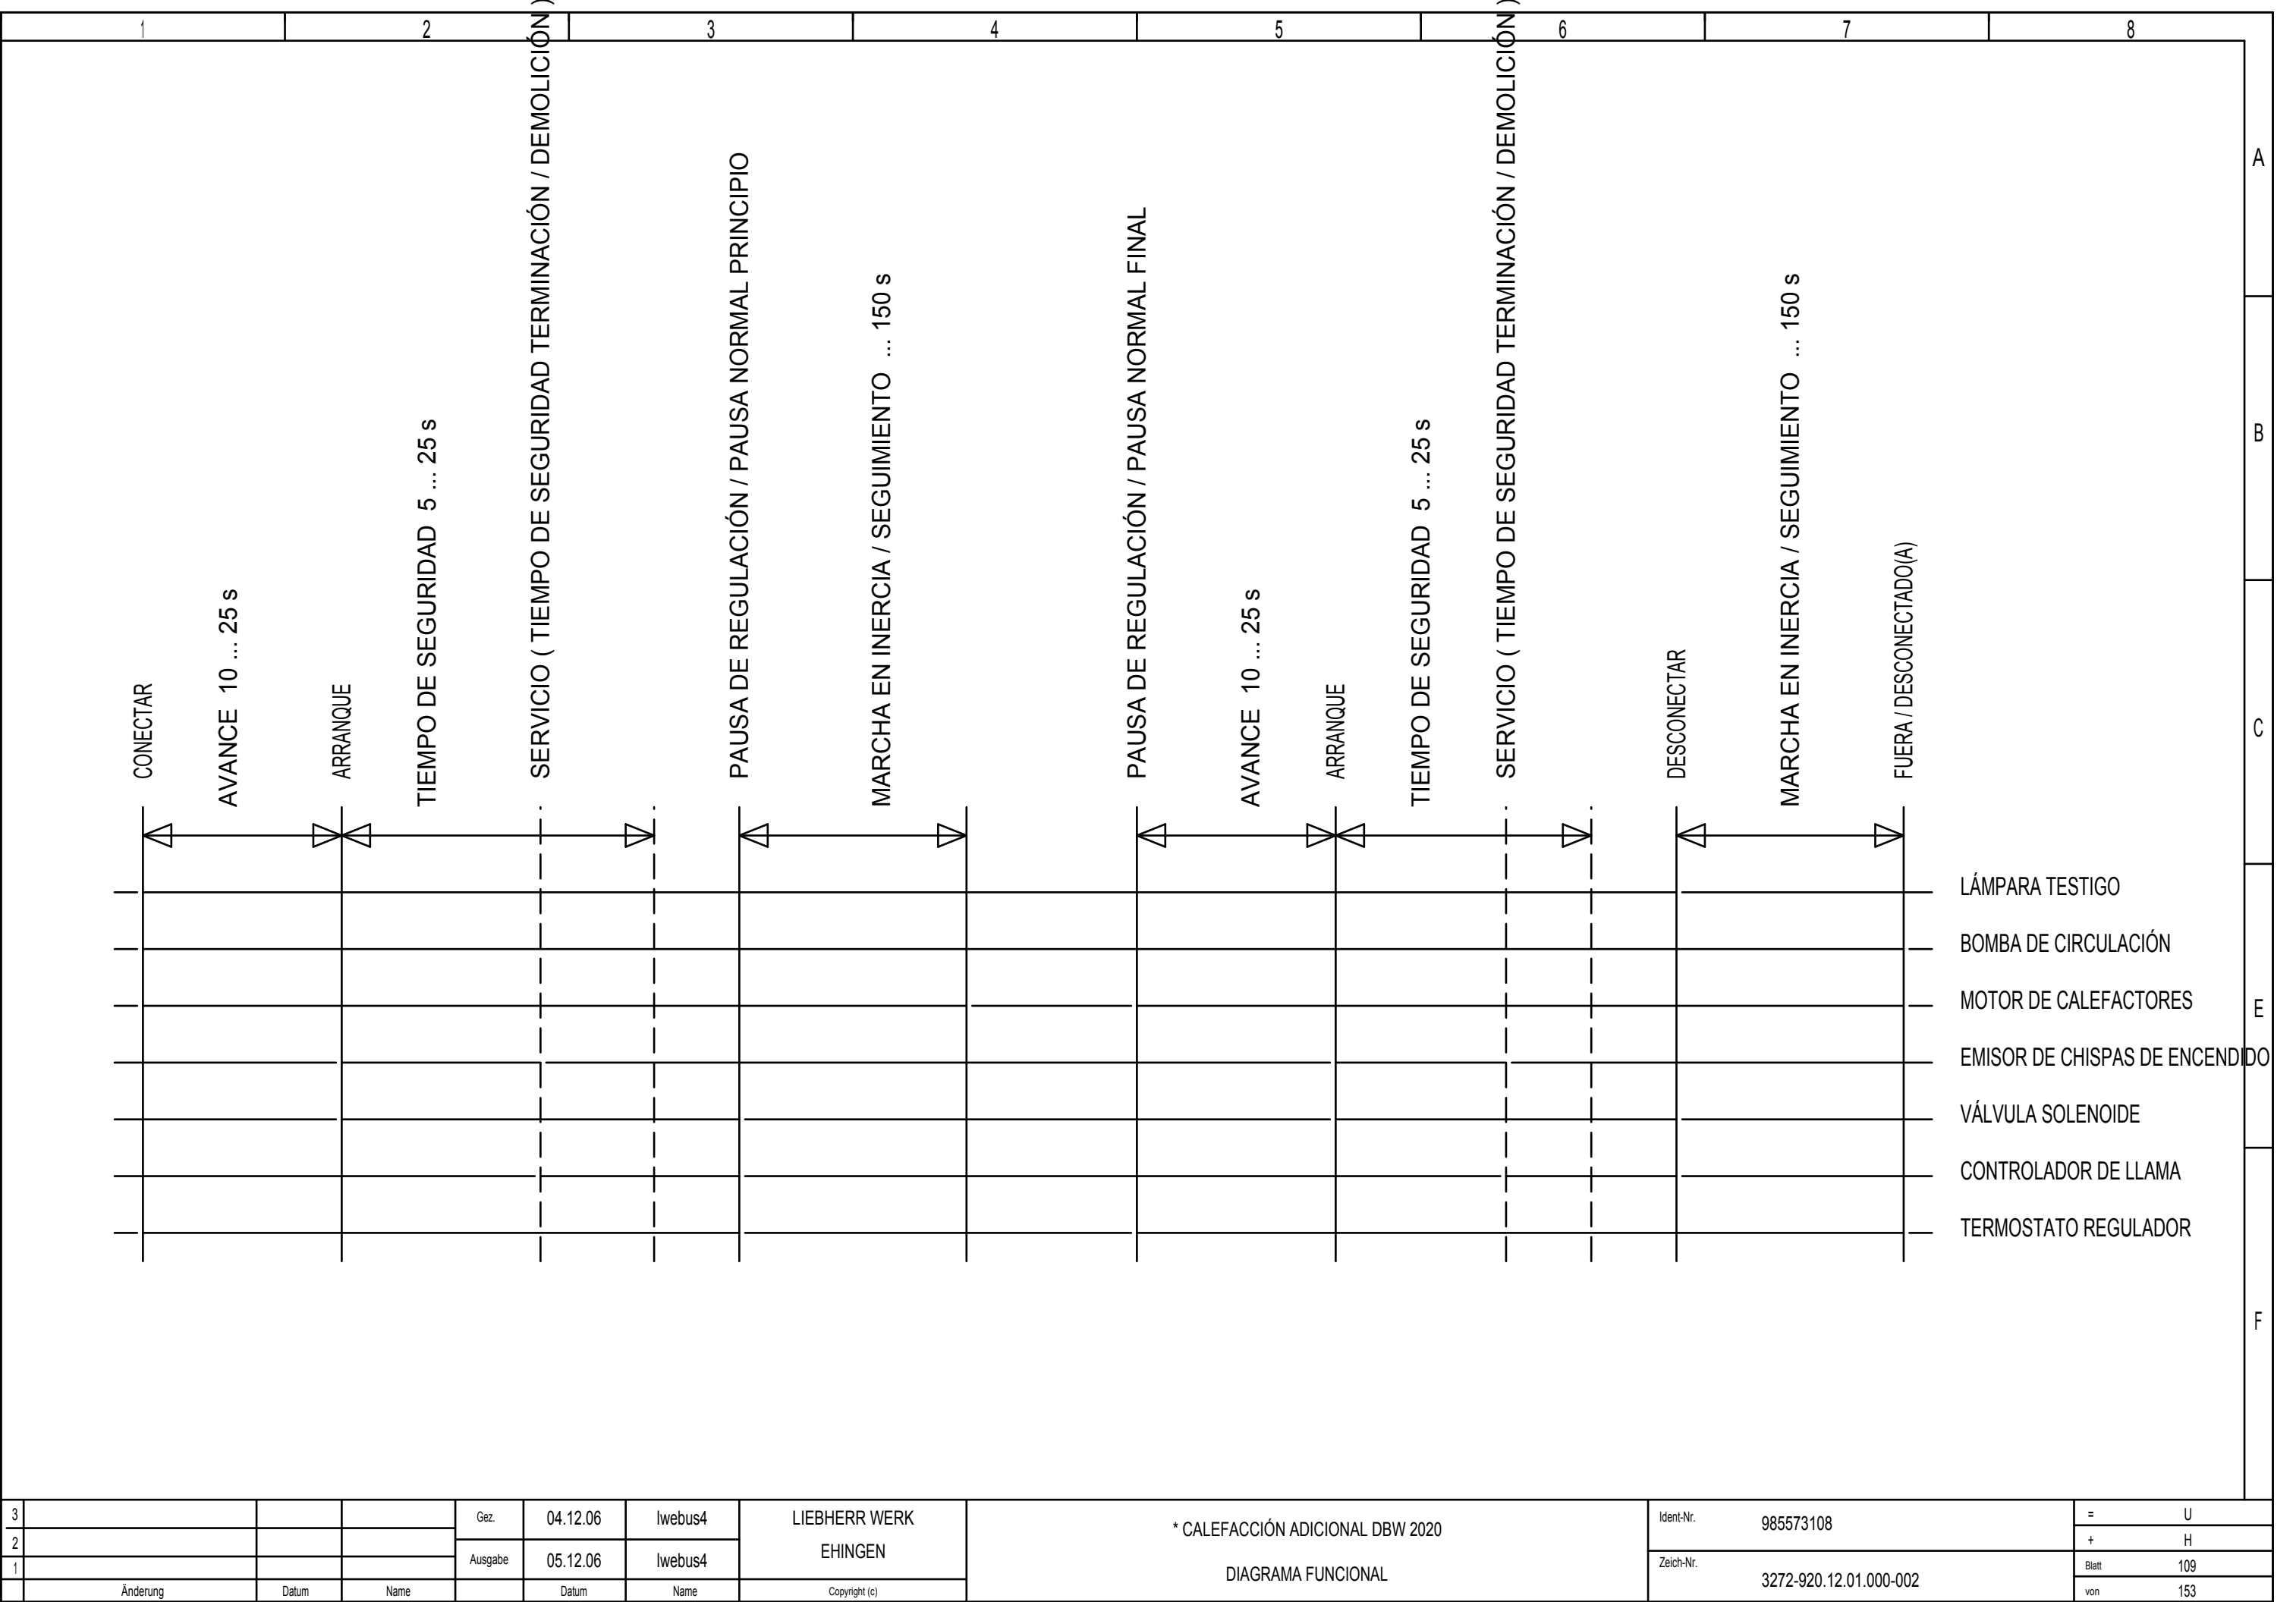 1 2 3 4 5 6 7 8
A
B
C
E
F
CONECTAR
AVANCE 10 ... 25 s
ARRANQUE
TIEMPO DE SEGURIDAD 5 ... 25 s
SERVICIO ( TIEMPO DE SEGURIDAD TERMINACIÓN / DEMOLICIÓN )
PAUSA DE REGULACIÓN / PAUSA NORMAL PRINCIPIO
MARCHA EN INERCIA / SEGUIMIENTO ... 150 s
PAUSA DE REGULACIÓN / PAUSA NORMAL FINAL
AVANCE 10 ... 25 s
ARRANQUE
TIEMPO DE SEGURIDAD 5 ... 25 s
SERVICIO ( TIEMPO DE SEGURIDAD TERMINACIÓN / DEMOLICIÓN )
DESCONECTAR
MARCHA EN INERCIA / SEGUIMIENTO ... 150 s
FUERA / DESCONECTADO(A)
LÁMPARA TESTIGO
BOMBA DE CIRCULACIÓN
MOTOR DE CALEFACTORES
EMISOR DE CHISPAS DE ENCENDIDO
VÁLVULA SOLENOIDE
CONTROLADOR DE LLAMA
TERMOSTATO REGULADOR
3
2
1
Änderung Datum Name
Gez. 04.12.06 lwebus4
Ausgabe 05.12.06 lwebus4
Datum Name
LIEBHERR WERK
EHINGEN
Copyright (c)
* CALEFACCIÓN ADICIONAL DBW 2020
DIAGRAMA FUNCIONAL
Ident-Nr. 985573108
Zeich-Nr. 3272-920.12.01.000-002
= U
+ H
Blatt 109
von 153